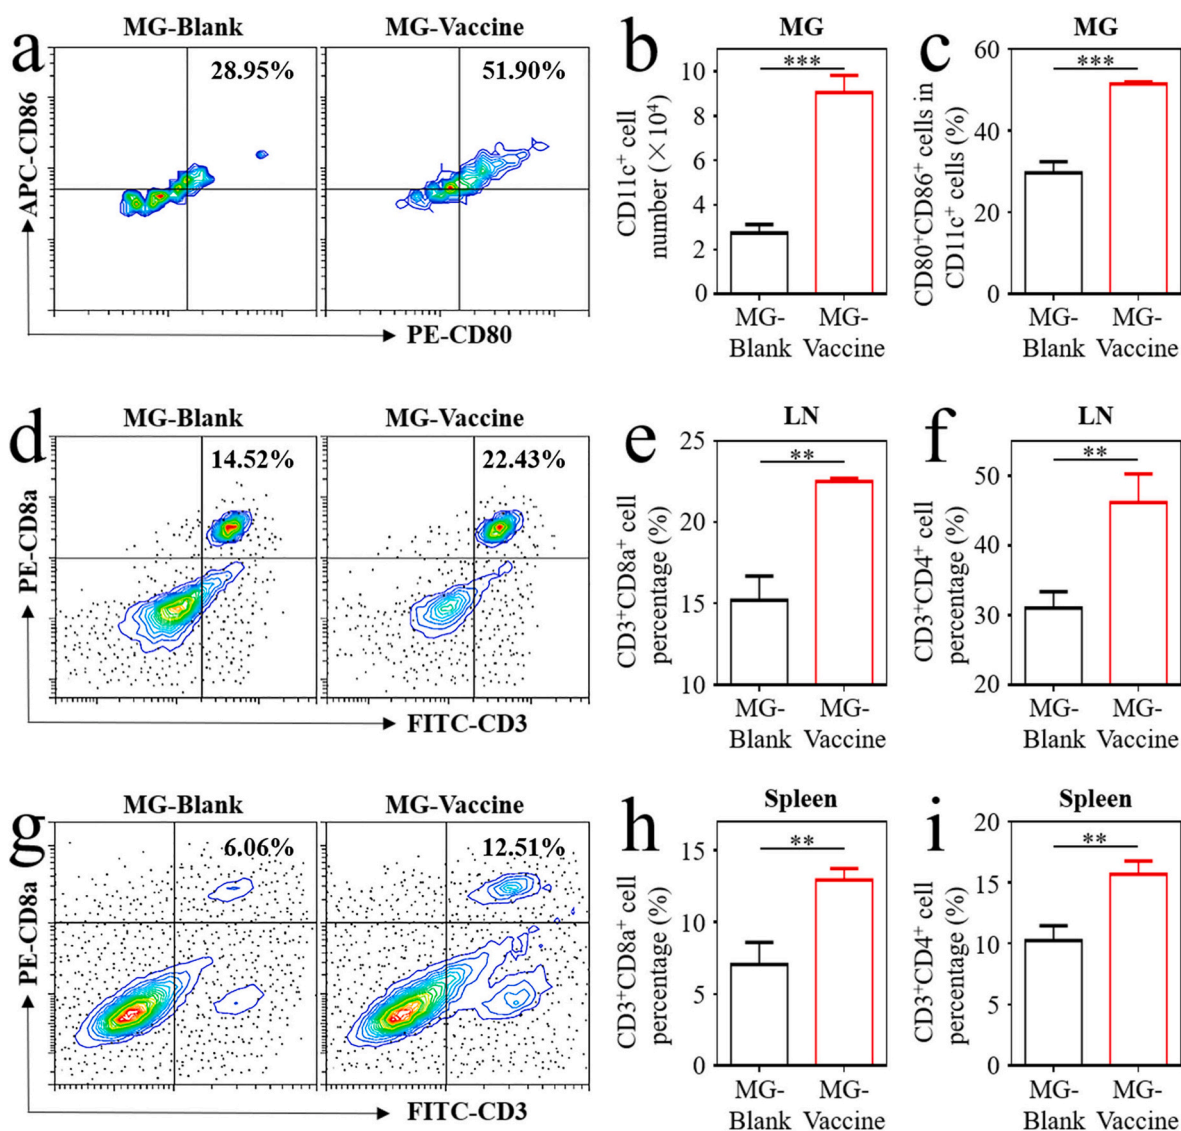 a
MG-Blank
MG-Vaccine
28.95%
51.90%
APC-CD86
PE-CD80
b
MG
***
CD11c⁺ cell
number (×10⁴)
10
8
6
4
2
0
MG-
Blank
MG-
Vaccine
c
MG
***
CD80⁺CD86⁺ cells in
CD11c⁺ cells (%)
60
40
20
0
MG-
Blank
MG-
Vaccine
d
MG-Blank
MG-Vaccine
14.52%
22.43%
PE-CD8a
FITC-CD3
e
LN
**
CD3⁺CD8a⁺ cell
percentage (%)
25
20
15
10
MG-
Blank
MG-
Vaccine
f
LN
**
CD3⁺CD4⁺ cell
percentage (%)
50
40
30
20
MG-
Blank
MG-
Vaccine
g
MG-Blank
MG-Vaccine
6.06%
12.51%
PE-CD8a
FITC-CD3
h
Spleen
**
CD3⁺CD8a⁺ cell
percentage (%)
15
10
5
0
MG-
Blank
MG-
Vaccine
i
Spleen
**
CD3⁺CD4⁺ cell
percentage (%)
20
15
10
5
0
MG-
Blank
MG-
Vaccine